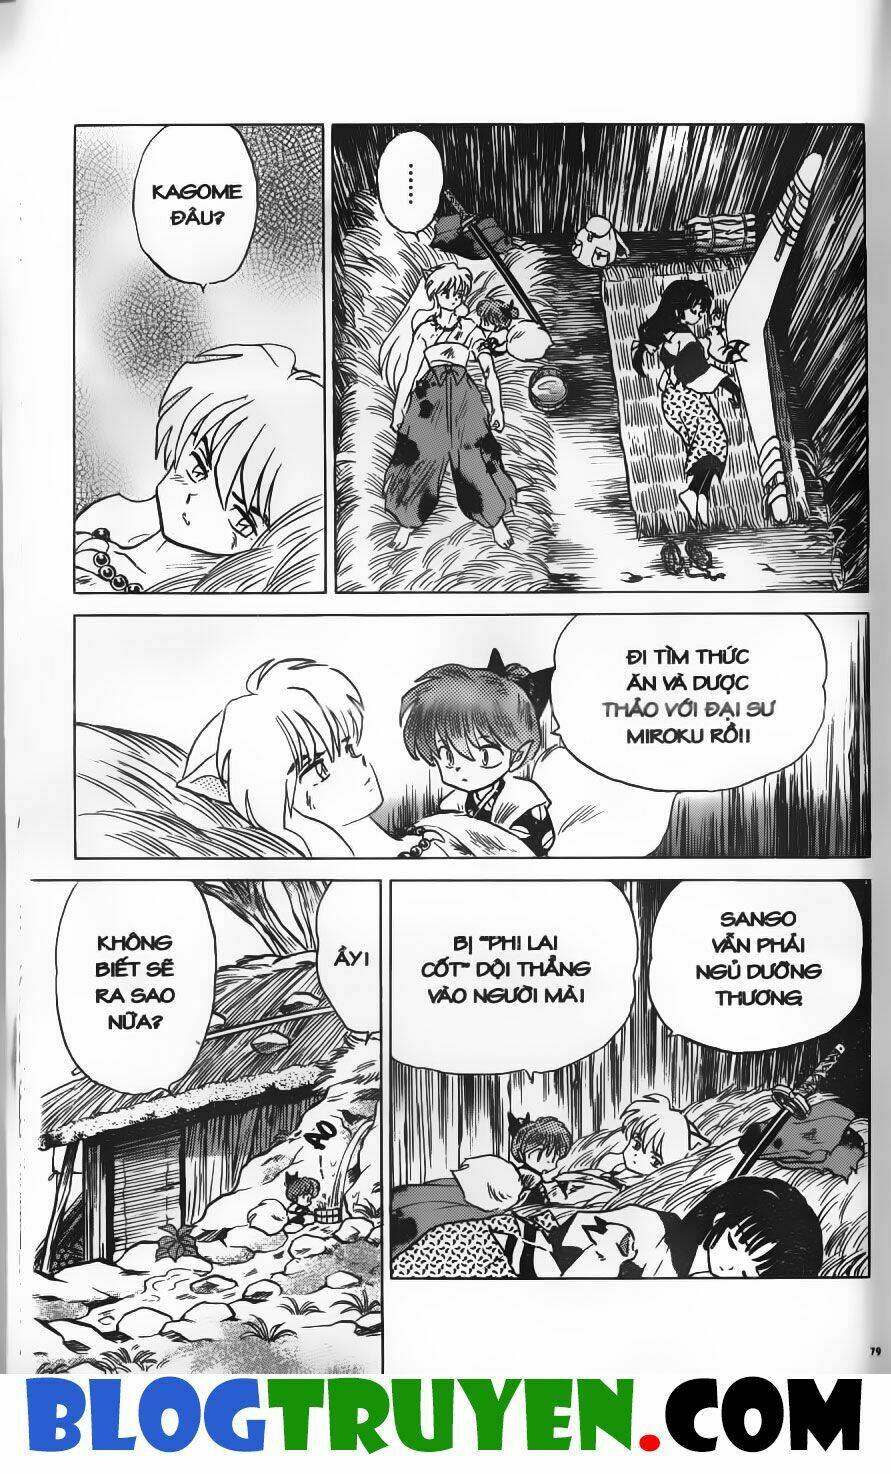 ......
KAGOME
ĐÂU?
ĐI TÌM THỨC
ĂN VÀ DƯỢC
THẢO VỚI ĐẠI SƯ
MIROKU RỒI!
SANGO
VẪN PHẢI
NGỦ DƯỠNG
THƯƠNG.
BỊ "PHI LAI
CỐT" DỘI THẲNG
VÀO NGƯỜI MÀ!
ẦY!
KHÔNG
BIẾT SẼ
RA SAO
NỮA?
ÀO
79
BLOGTRUYEN.COM